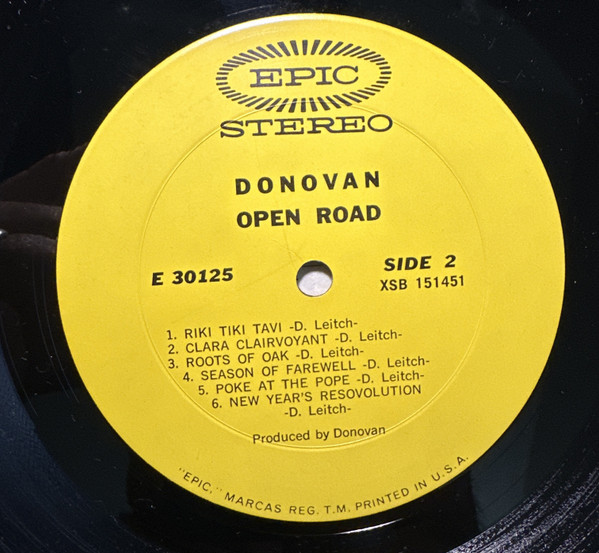 EPIC
STEREO
DONOVAN
OPEN ROAD
E 30125
SIDE 2
XSB 151451
1. RIKI TIKI TAVI -D. Leitch-
2. CLARA CLAIRVOYANT -D. Leitch-
3. ROOTS OF OAK -D. Leitch-
4. SEASON OF FAREWELL -D. Leitch-
5. POKE AT THE POPE -D. Leitch-
6. NEW YEAR'S RESOVOLUTION
-D. Leitch-
Produced by Donovan
"EPIC," MARCAS REG. T.M. PRINTED IN U.S.A.